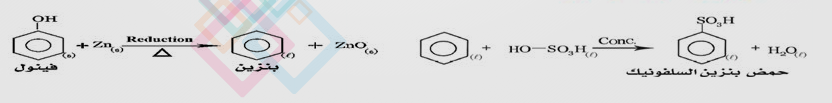 OH SO₃H
(s) + Zn(s) Reduction Δ (ℓ) + ZnO(s) (ℓ) + HO—SO₃H(ℓ) Conc. (ℓ) + H₂O(ℓ)
فينول بنزين حمض بنزين السلفونيك